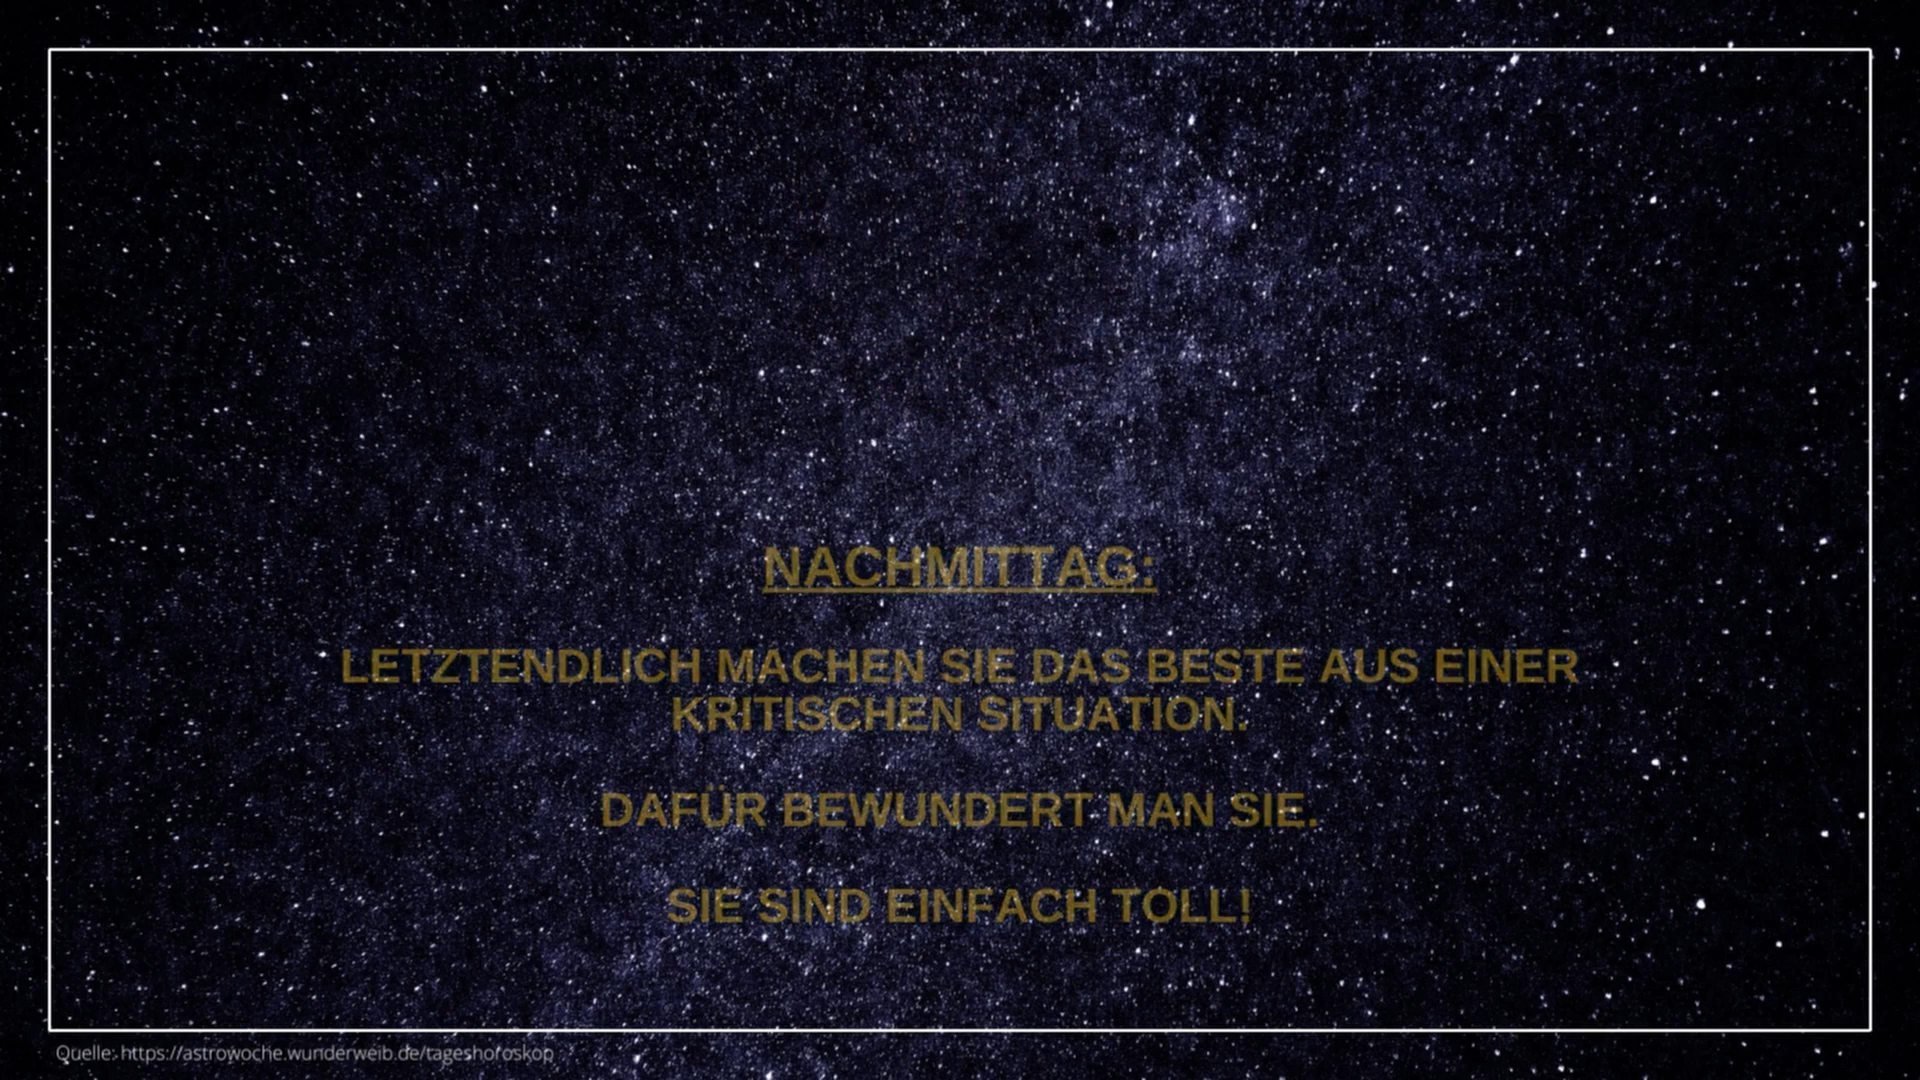 NACHMITTAG:
LETZTENDLICH MACHEN SIE DAS BESTE AUS EINER
KRITISCHEN SITUATION.
DAFÜR BEWUNDERT MAN SIE.
SIE SIND EINFACH TOLL!
Quelle: https://astrowoche.wunderweib.de/tageshoroskop